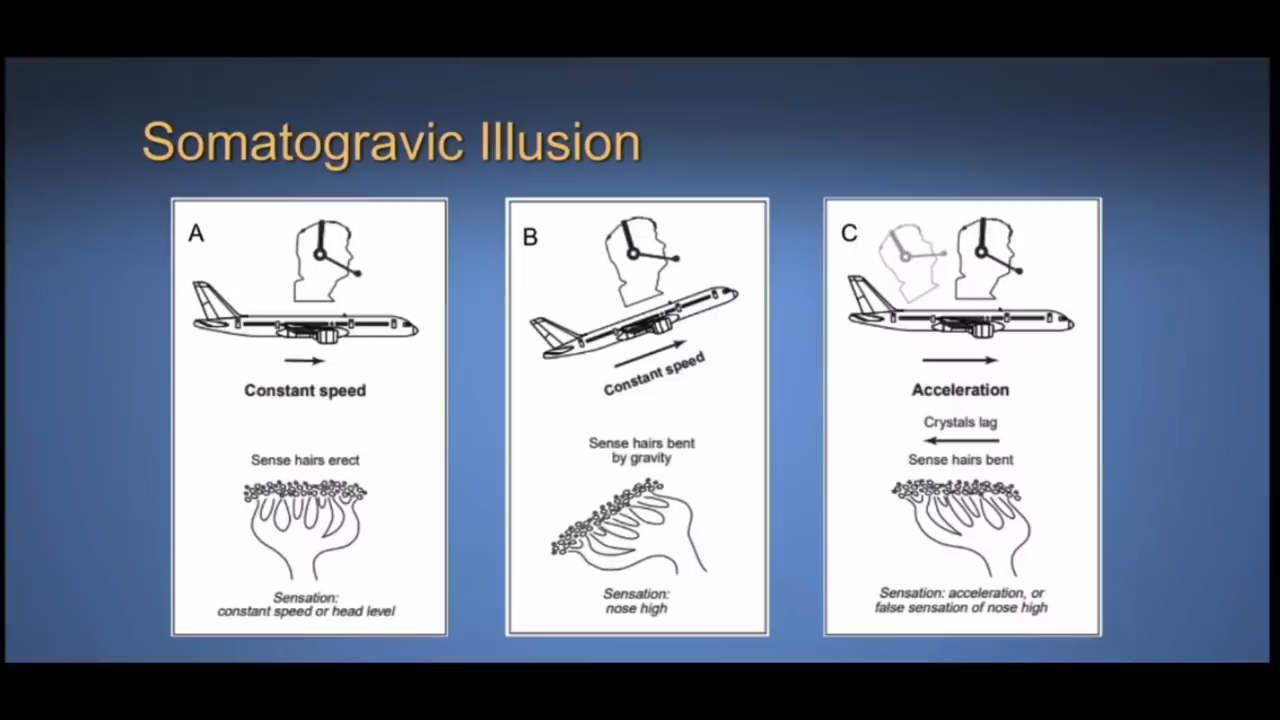 Somatogravic Illusion
A
Constant speed
Sense hairs erect
Sensation:
constant speed or head level
B
Constant speed
Sense hairs bent
by gravity
Sensation:
nose high
C
Acceleration
Crystals lag
Sense hairs bent
Sensation: acceleration, or
false sensation of nose high